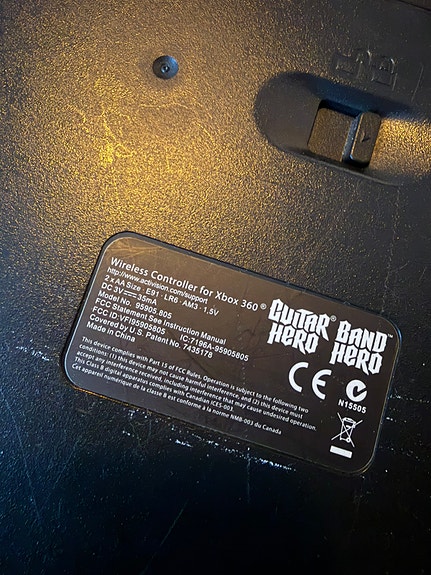 Wireless Controller for Xbox 360®
http://www.activision.com/support
2 x AA Size · E91 · LR6 · AM3 · 1,5V
DC 3V 35mA
Model No. 95905.805
FCC Statement See Instruction Manual
FCC ID:VFI95905805 IC:7198A-95905805
Covered by U.S. Patent No. 7435178
Made in China
This device complies with Part 15 of FCC Rules. Operation is subject to the following two
conditions: (1) this device may not cause harmful interference, and (2) this device must
accept any interference received, including interference that may cause undesired operation.
This Class B digital apparatus complies with Canadian ICES-003.
Cet appareil numérique de la classe B est conforme à la norme NMB-003 du Canada
GUITAR® HERO
BAND HERO™
CE
N15505